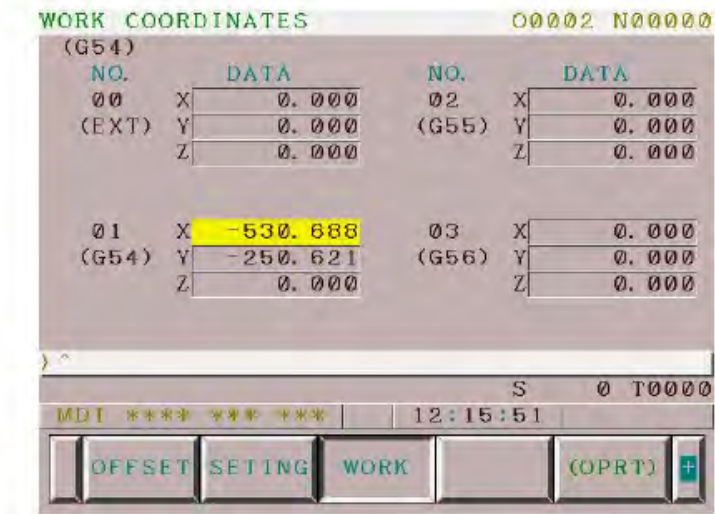 WORK COORDINATES O0002 N00000
(G54)
NO. DATA NO. DATA
00 X 0.000 02 X 0.000
(EXT) Y 0.000 (G55) Y 0.000
Z 0.000 Z 0.000
01 X -530.688 03 X 0.000
(G54) Y -250.621 (G56) Y 0.000
Z 0.000 Z 0.000
) ^
S 0 T0000
MDI **** *** *** 12:15:51
OFFSET SETING WORK (OPRT) +